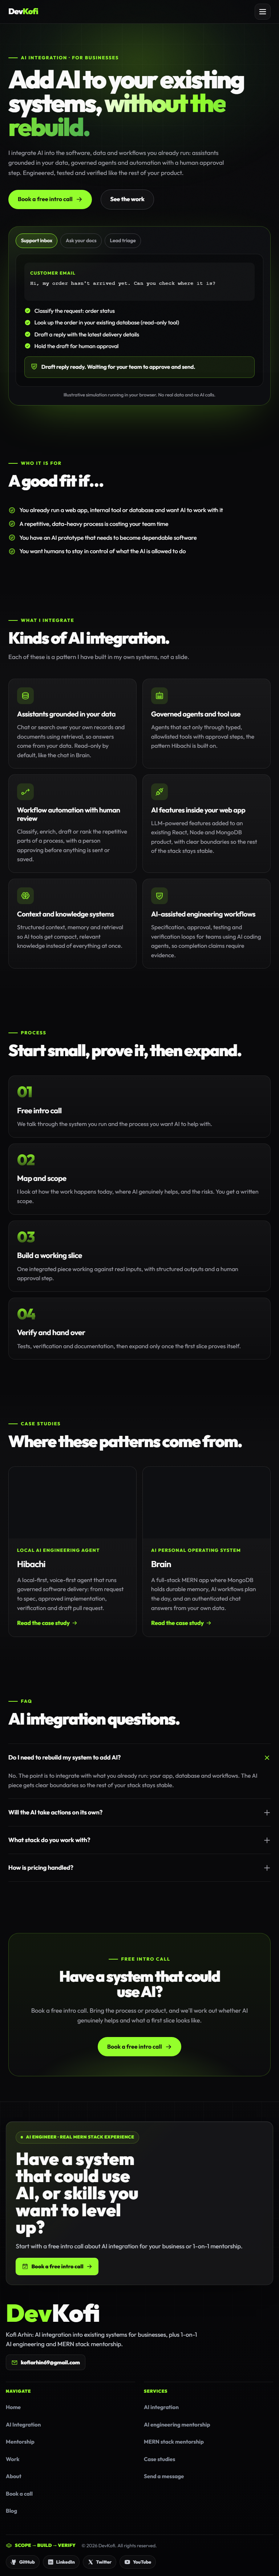 DevKofi
AI INTEGRATION · FOR BUSINESSES
Add AI to your existing
systems, without the
rebuild.
I integrate AI into the software, data and workflows you already run: assistants
grounded in your data, governed agents and automation with a human approval
step. Engineered, tested and verified like the rest of your product.
Book a free intro call →
See the work
Support inbox
Ask your docs
Lead triage
CUSTOMER EMAIL
Hi, my order hasn't arrived yet. Can you check where it is?
Classify the request: order status
Look up the order in your existing database (read-only tool)
Draft a reply with the latest delivery details
Hold the draft for human approval
Draft reply ready. Waiting for your team to approve and send.
Illustrative simulation running in your browser. No real data and no AI calls.
WHO IT IS FOR
A good fit if…
You already run a web app, internal tool or database and want AI to work with it
A repetitive, data-heavy process is costing your team time
You have an AI prototype that needs to become dependable software
You want humans to stay in control of what the AI is allowed to do
WHAT I INTEGRATE
Kinds of AI integration.
Each of these is a pattern I have built in my own systems, not a slide.
Assistants grounded in your data
Chat or search over your own records and
documents using retrieval, so answers
come from your data. Read-only by
default, like the chat in Brain.
Governed agents and tool use
Agents that act only through typed,
allowlisted tools with approval steps, the
pattern Hibachi is built on.
Workflow automation with human
review
Classify, enrich, draft or rank the repetitive
parts of a process, with a person
approving before anything is sent or
saved.
AI features inside your web app
LLM-powered features added to an
existing React, Node and MongoDB
product, with clear boundaries so the rest
of the stack stays stable.
Context and knowledge systems
Structured context, memory and retrieval
so AI tools get compact, relevant
knowledge instead of everything at once.
AI-assisted engineering workflows
Specification, approval, testing and
verification loops for teams using AI coding
agents, so completion claims require
evidence.
PROCESS
Start small, prove it, then expand.
01
Free intro call
We talk through the system you run and the process you want AI to help with.
02
Map and scope
I look at how the work happens today, where AI genuinely helps, and the risks. You get a written
scope.
03
Build a working slice
One integrated piece working against real inputs, with structured outputs and a human
approval step.
04
Verify and hand over
Tests, verification and documentation, then expand only once the first slice proves itself.
CASE STUDIES
Where these patterns come from.
LOCAL AI ENGINEERING AGENT
Hibachi
A local-first, voice-first agent that runs
governed software delivery: from request
to spec, approved implementation,
verification and draft pull request.
Read the case study →
AI PERSONAL OPERATING SYSTEM
Brain
A full-stack MERN app where MongoDB
holds durable memory, AI workflows plan
the day, and an authenticated chat
answers from your own data.
Read the case study →
FAQ
AI integration questions.
Do I need to rebuild my system to add AI?
No. The point is to integrate with what you already run: your app, database and workflows. The AI
piece gets clear boundaries so the rest of your stack stays stable.
Will the AI take actions on its own?
What stack do you work with?
How is pricing handled?
FREE INTRO CALL
Have a system that could
use AI?
Book a free intro call. Bring the process or product, and we'll work out whether AI
genuinely helps and what a first slice looks like.
Book a free intro call →
AI ENGINEER · REAL MERN STACK EXPERIENCE
Have a system
that could use
AI, or skills you
want to level
up?
Start with a free intro call about AI integration for your business or 1-on-1 mentorship.
Book a free intro call →
DevKofi
Kofi Arhin: AI integration into existing systems for businesses, plus 1-on-1
AI engineering and MERN stack mentorship.
kofiarhin69@gmail.com
NAVIGATE
Home
AI Integration
Mentorship
Work
About
Book a call
Blog
SERVICES
AI integration
AI engineering mentorship
MERN stack mentorship
Case studies
Send a message
SCOPE → BUILD → VERIFY
© 2026 DevKofi. All rights reserved.
GitHub
LinkedIn
Twitter
YouTube